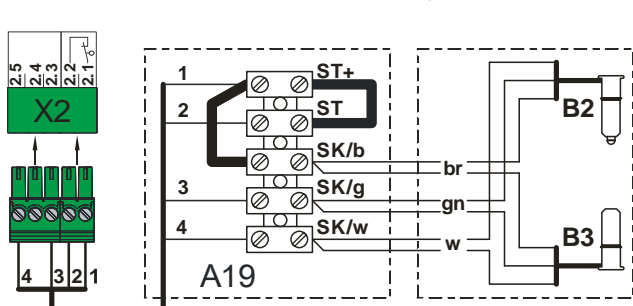 2.5 2.4 2.3 2.2 2.1
X2
4 3 2 1
1 ST+
2 ST
SK/b
3 SK/g
4 SK/w
A19
br
gn
w
B2
B3